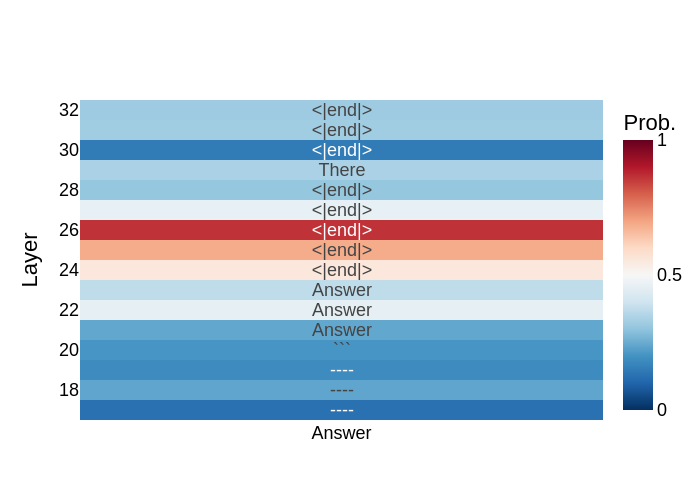 32 <|end|>
<|end|>
30 <|end|>
There
28 <|end|>
<|end|>
26 <|end|>
<|end|>
24 <|end|>
Answer
22 Answer
Answer
20 ```
----
18 ----
----
Answer
Layer
Prob.
1
0.5
0